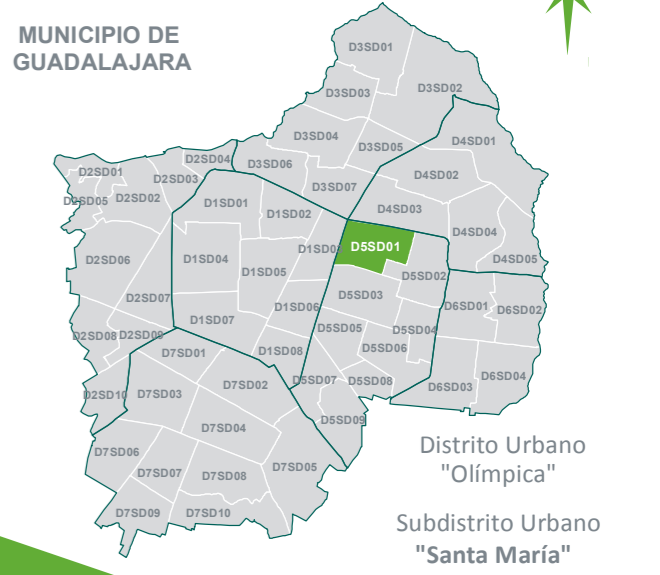 MUNICIPIO DE
GUADALAJARA
D3SD01
D3SD02
D3SD03
D3SD04
D4SD01
D3SD05
D2SD04
D3SD06
D2SD01
D2SD03
D4SD02
D3SD07
D2SD05
D2SD02
D1SD01
D1SD02
D4SD03
D4SD04
D1SD03
D5SD01
D2SD06
D1SD04
D4SD05
D1SD05
D5SD02
D2SD07
D5SD03
D1SD06
D6SD01
D6SD02
D1SD07
D5SD05
D5SD04
D2SD08
D2SD09
D7SD01
D1SD08
D5SD06
D7SD02
D5SD07
D5SD08
D6SD04
D6SD03
D2SD10
D7SD03
D5SD09
D7SD04
D7SD06
D7SD05
D7SD07
D7SD08
D7SD09
D7SD10
Distrito Urbano
"Olímpica"
Subdistrito Urbano
"Santa María"